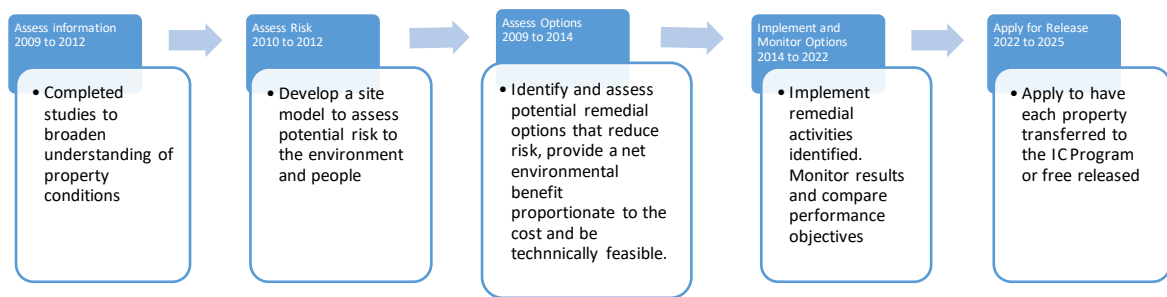 Assess information
2009 to 2012
• Completed
studies to
broaden
understanding of
property
conditions
Assess Risk
2010 to 2012
• Develop a site
model to assess
potential risk to
the environment
and people
Assess Options
2009 to 2014
• Identify and assess
potential remedial
options that reduce
risk, provide a net
environmental
benefit
proportionate to the
cost and be
technnically feasible.
Implement and
Monitor Options
2014 to 2022
• Implement
remedial
activities
identified.
Monitor results
and compare
performance
objectives
Apply for Release
2022 to 2025
• Apply to have
each property
transferred to
the IC Program
or free released